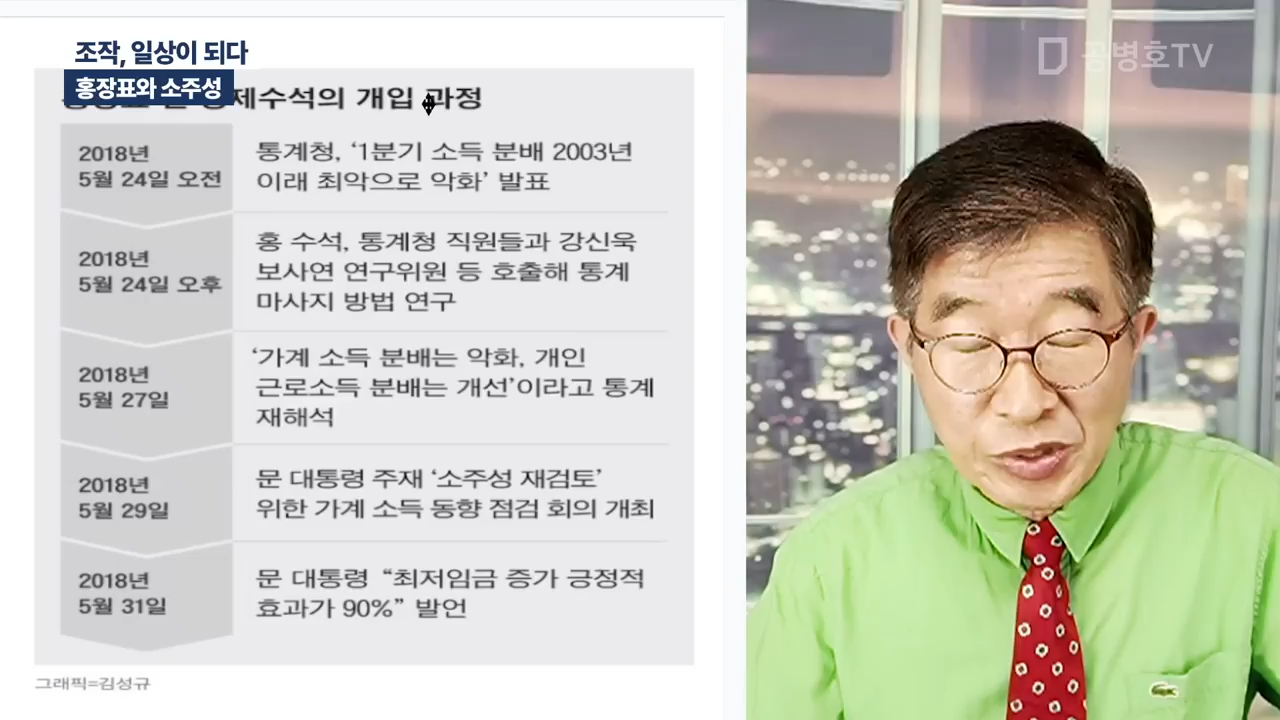 조작, 일상이 되다
홍장표와 소주성
경제수석의 개입 과정
2018년
5월 24일 오전
통계청, ‘1분기 소득 분배 2003년
이래 최악으로 악화’ 발표
2018년
5월 24일 오후
홍 수석, 통계청 직원들과 강신욱
보사연 연구위원 등 호출해 통계
마사지 방법 연구
2018년
5월 27일
‘가계 소득 분배는 악화, 개인
근로소득 분배는 개선’이라고 통계
재해석
2018년
5월 29일
문 대통령 주재 ‘소주성 재검토’
위한 가계 소득 동향 점검 회의 개최
2018년
5월 31일
문 대통령 “최저임금 증가 긍정적
효과가 90%” 발언
그래픽=김성규
공병호TV